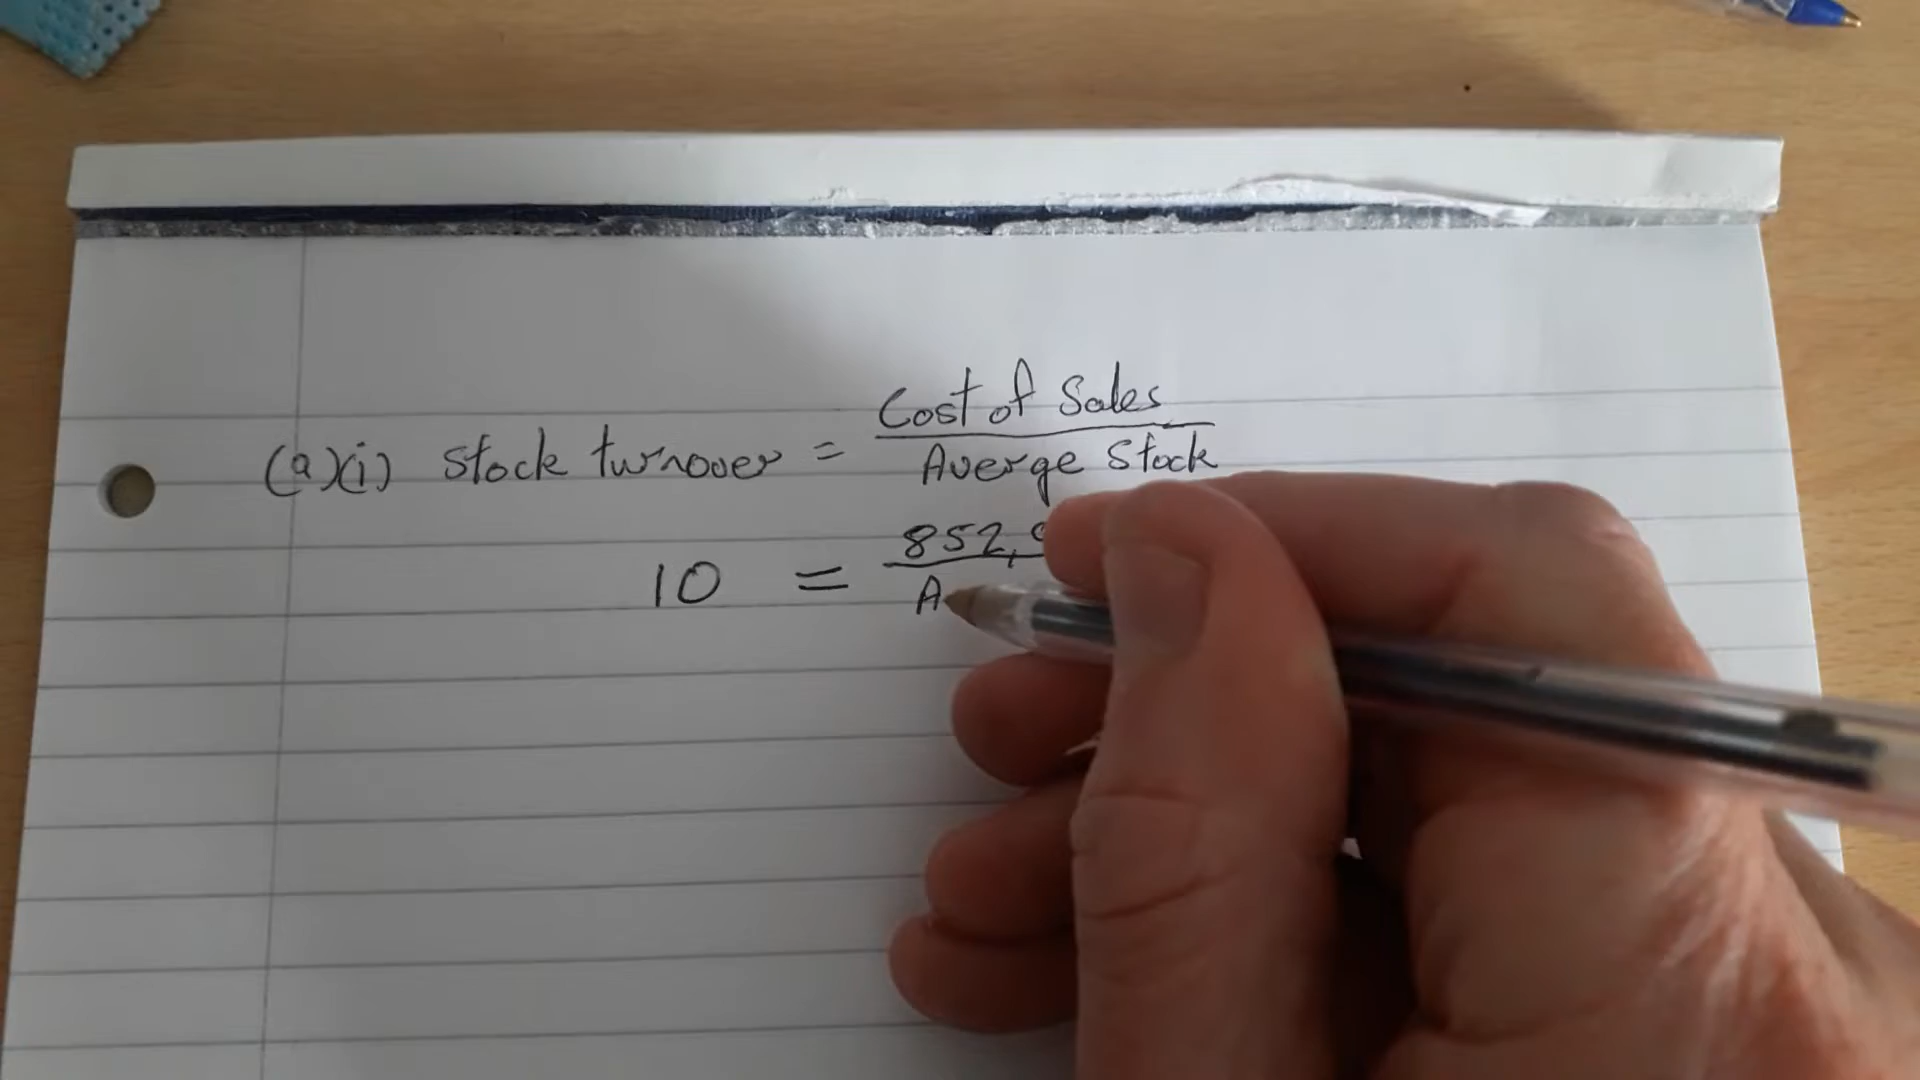 (a)(i) Stock turnover = Cost of Sales / Averge Stock
10 = 852, / A